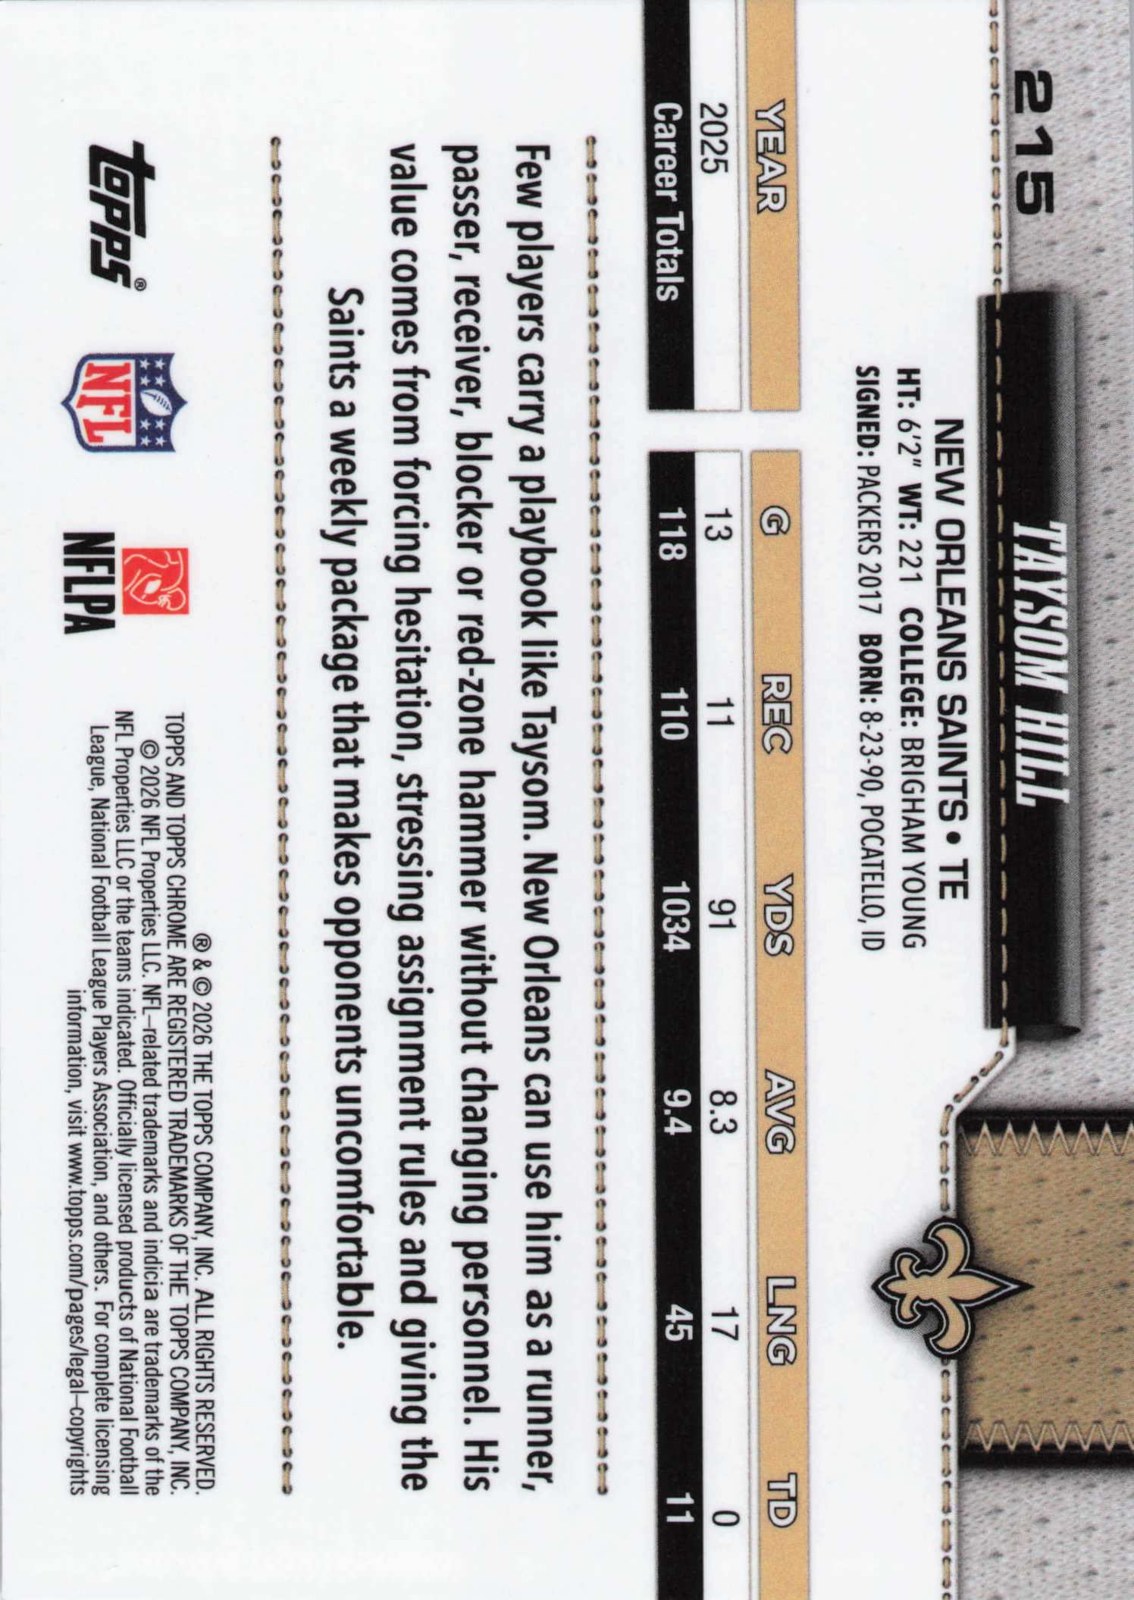 215
TAYSOM HILL
NEW ORLEANS SAINTS • TE
HT: 6'2" WT: 221 COLLEGE: BRIGHAM YOUNG
SIGNED: PACKERS 2017 BORN: 8-23-90, POCATELLO, ID
YEAR G REC YDS AVG LNG TD
2025 13 11 91 8.3 17 0
Career Totals 118 110 1034 9.4 45 11
Few players carry a playbook like Taysom. New Orleans can use him as a runner,
passer, receiver, blocker or red-zone hammer without changing personnel. His
value comes from forcing hesitation, stressing assignment rules and giving the
Saints a weekly package that makes opponents uncomfortable.
topps®
NFL
NFLPA
® & © 2026 THE TOPPS COMPANY, INC. ALL RIGHTS RESERVED.
TOPPS AND TOPPS CHROME ARE REGISTERED TRADEMARKS OF THE TOPPS COMPANY, INC.
© 2026 NFL Properties LLC. NFL–related trademarks and indicia are trademarks of the
NFL Properties LLC or the teams indicated. Officially licensed products of National Football
League, National Football League Players Association, and others. For complete licensing
information, visit www.topps.com/pages/legal–copyrights